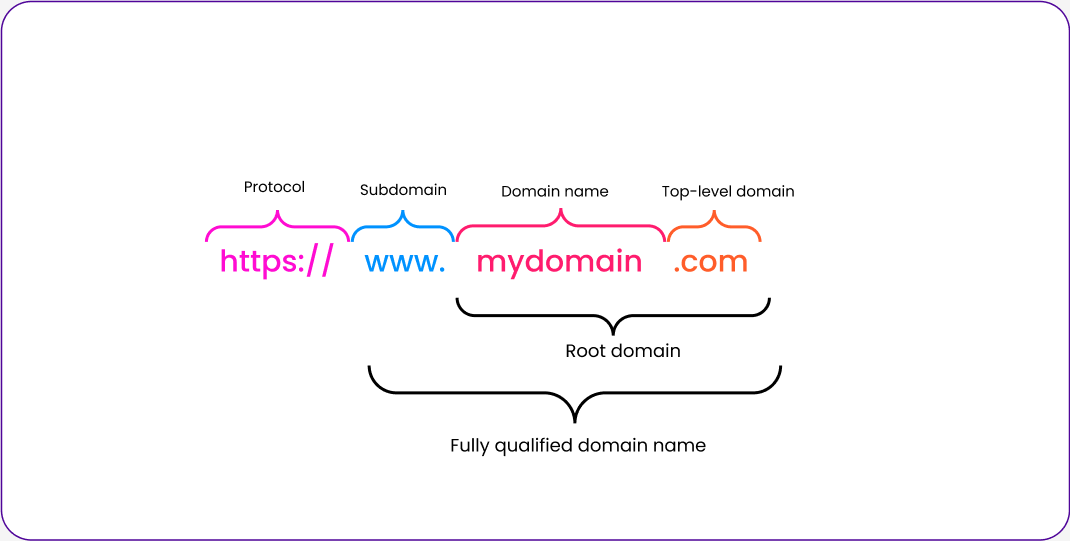 Protocol
Subdomain
Domain name
Top-level domain
https:// www. mydomain .com
Root domain
Fully qualified domain name